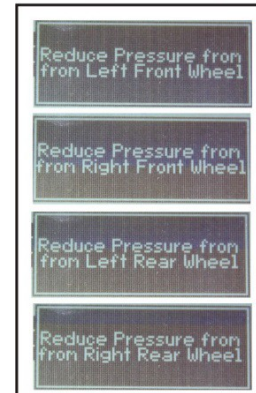 Reduce Pressure from
from Left Front Wheel
Reduce Pressure from
from Right Front Wheel
Reduce Pressure from
from Left Rear Wheel
Reduce Pressure from
from Right Rear Wheel